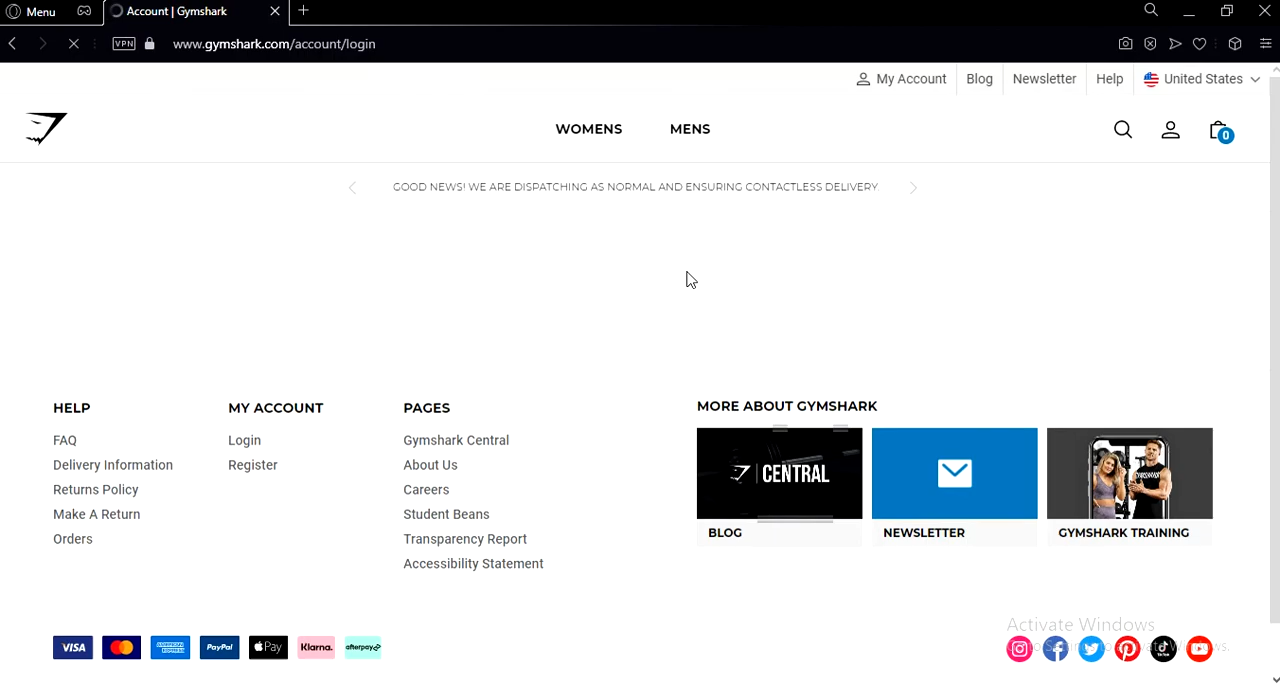 Menu
Account | Gymshark
VPN
www.gymshark.com/account/login
My Account
Blog
Newsletter
Help
United States
WOMENS
MENS
0
GOOD NEWS! WE ARE DISPATCHING AS NORMAL AND ENSURING CONTACTLESS DELIVERY
HELP
FAQ
Delivery Information
Returns Policy
Make A Return
Orders
MY ACCOUNT
Login
Register
PAGES
Gymshark Central
About Us
Careers
Student Beans
Transparency Report
Accessibility Statement
MORE ABOUT GYMSHARK
CENTRAL
BLOG
NEWSLETTER
GYMSHARK TRAINING
VISA
PayPal
Pay
Klarna.
afterpay
Activate Windows